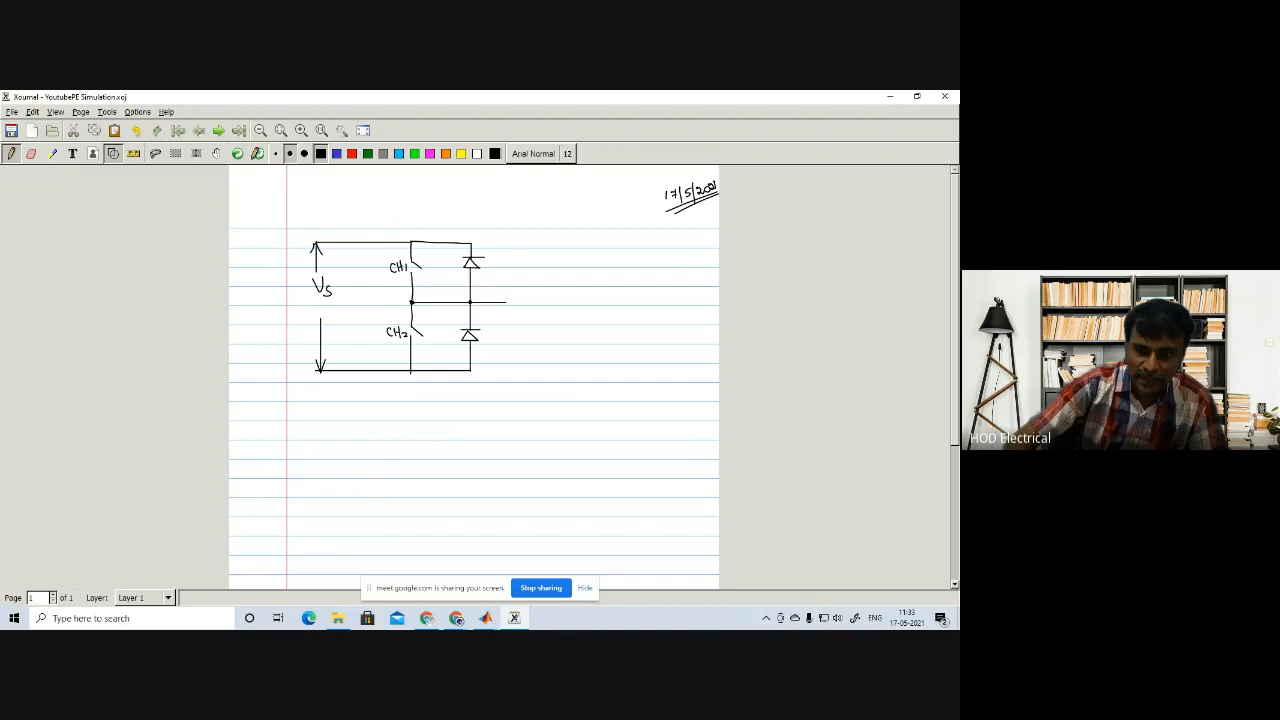 Xournal - YoutubePE Simulation.xoj
File Edit View Page Tools Options Help
Arial Normal 12
17/5/2021
CH1
Vs
CH2
HOD Electrical
meet.google.com is sharing your screen. Stop sharing Hide
Page 1 of 1 Layer: Layer 1
Type here to search
ENG
11:33
17-05-2021
2